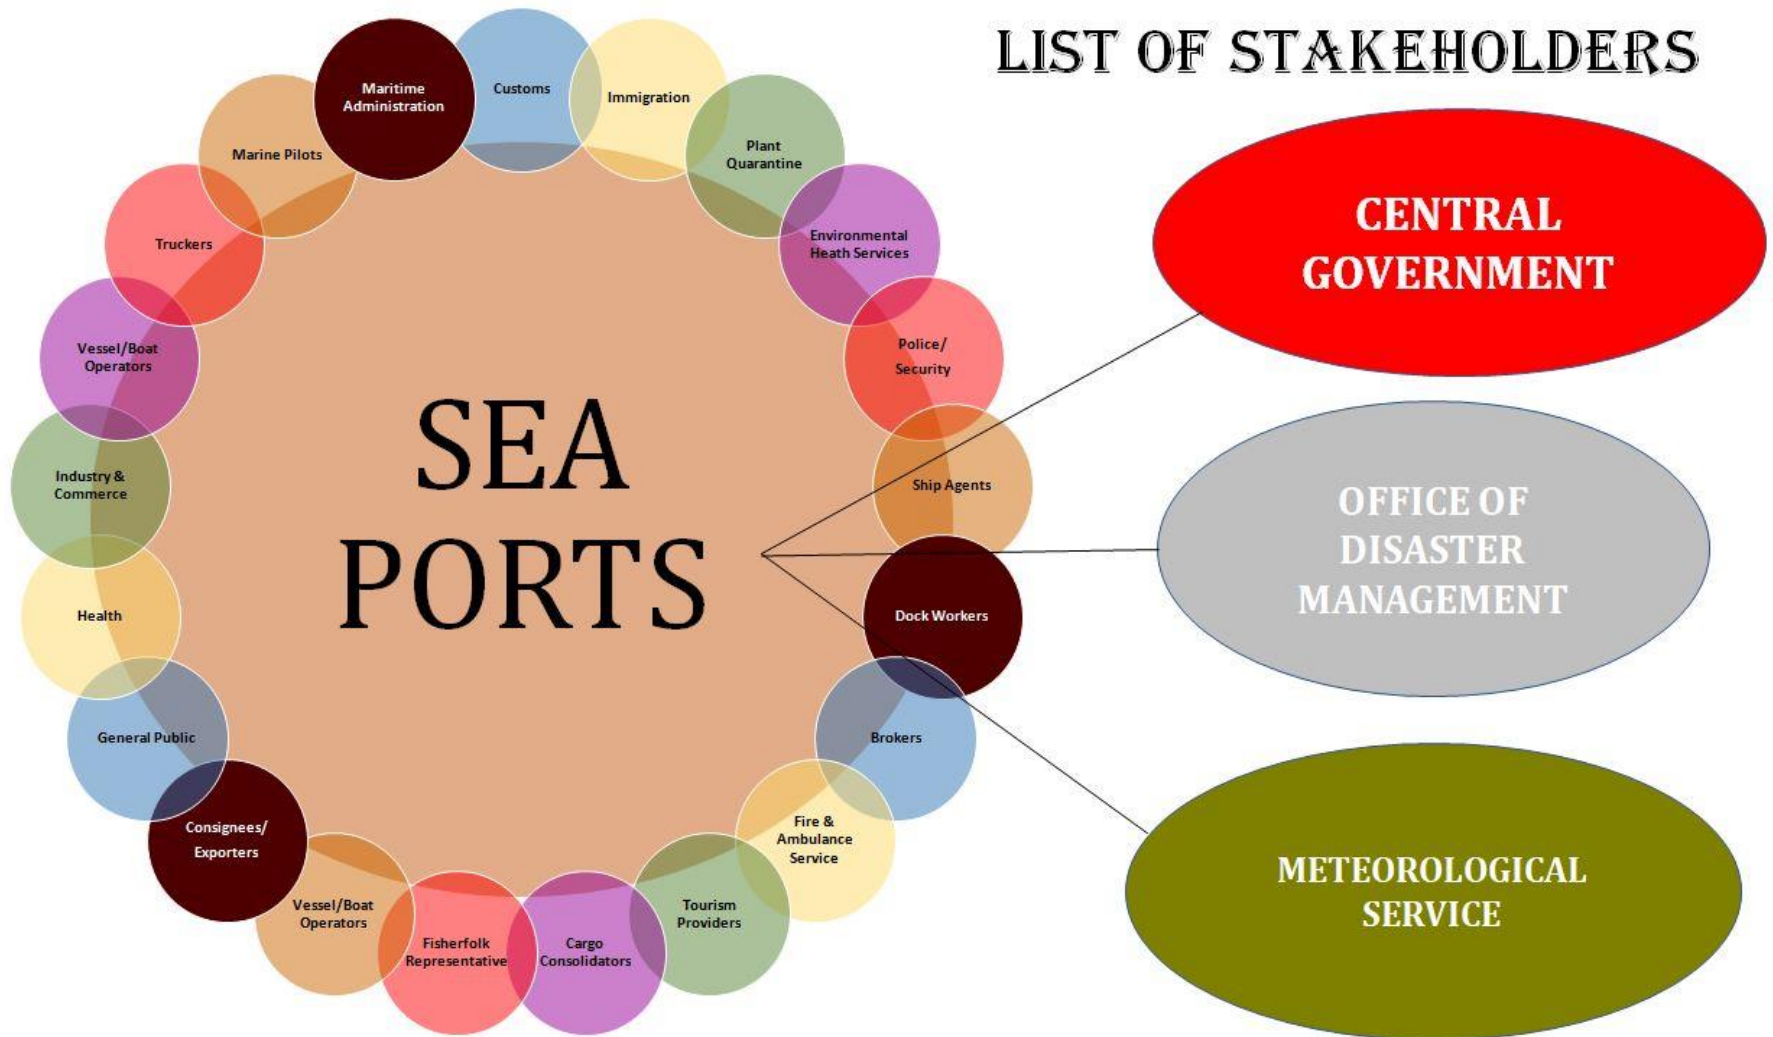 LIST OF STAKEHOLDERS
Customs
Immigration
Plant
Quarantine
Environmental
Heath Services
Police/
Security
Ship Agents
Dock Workers
Brokers
Fire &
Ambulance
Service
Tourism
Providers
Cargo
Consolidators
Fisherfolk
Representative
Vessel/Boat
Operators
Consignees/
Exporters
General Public
Health
Industry &
Commerce
Vessel/Boat
Operators
Truckers
Marine Pilots
Maritime
Administration
SEA
PORTS
CENTRAL
GOVERNMENT
OFFICE OF
DISASTER
MANAGEMENT
METEOROLOGICAL
SERVICE